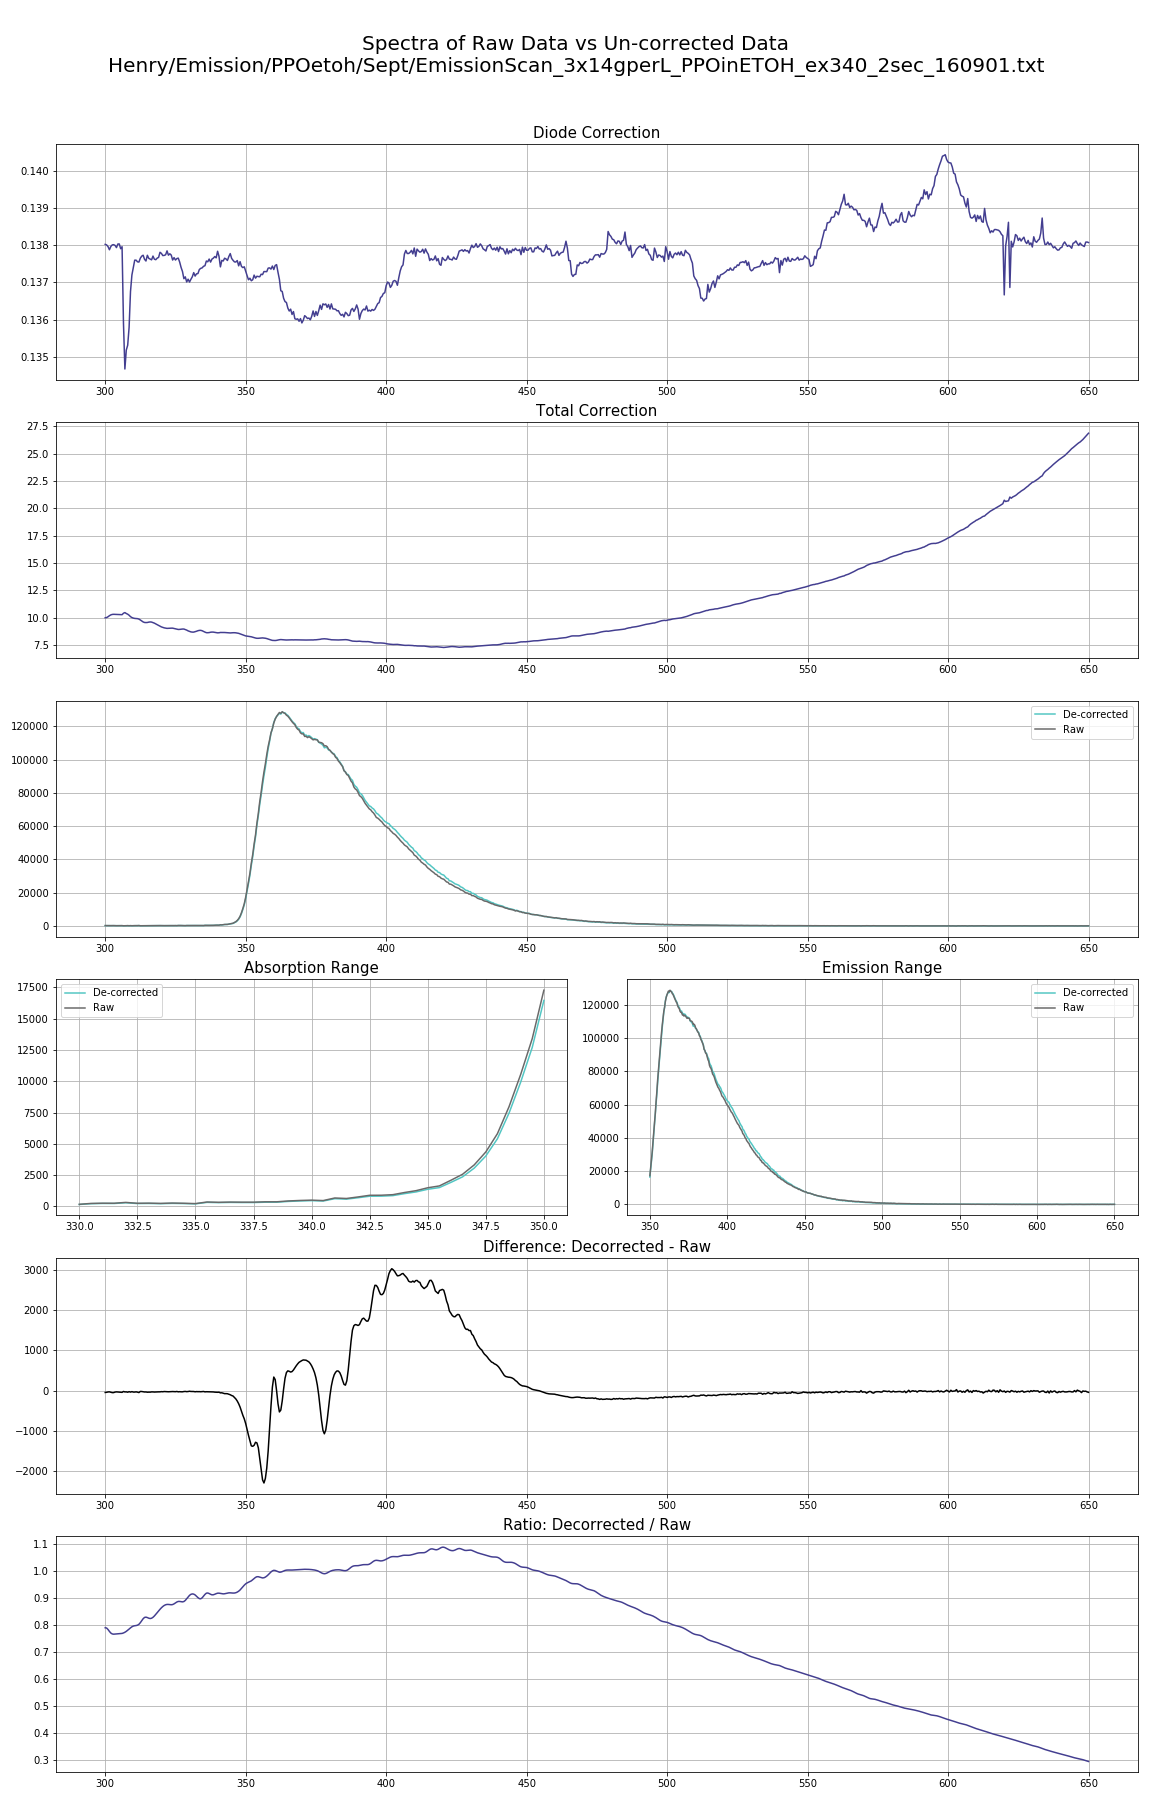 Spectra of Raw Data vs Un-corrected Data
Henry/Emission/PPOetoh/Sept/EmissionScan_3x14gperL_PPOinETOH_ex340_2sec_160901.txt
Diode Correction
0.140
0.139
0.138
0.137
0.136
0.135
300 350 400 450 500 550 600 650
Total Correction
27.5
25.0
22.5
20.0
17.5
15.0
12.5
10.0
7.5
300 350 400 450 500 550 600 650
De-corrected
Raw
120000
100000
80000
60000
40000
20000
0
300 350 400 450 500 550 600 650
Absorption Range
De-corrected
Raw
17500
15000
12500
10000
7500
5000
2500
0
330.0 332.5 335.0 337.5 340.0 342.5 345.0 347.5 350.0
Emission Range
De-corrected
Raw
120000
100000
80000
60000
40000
20000
0
350 400 450 500 550 600 650
Difference: Decorrected - Raw
3000
2000
1000
0
−1000
−2000
300 350 400 450 500 550 600 650
Ratio: Decorrected / Raw
1.1
1.0
0.9
0.8
0.7
0.6
0.5
0.4
0.3
300 350 400 450 500 550 600 650